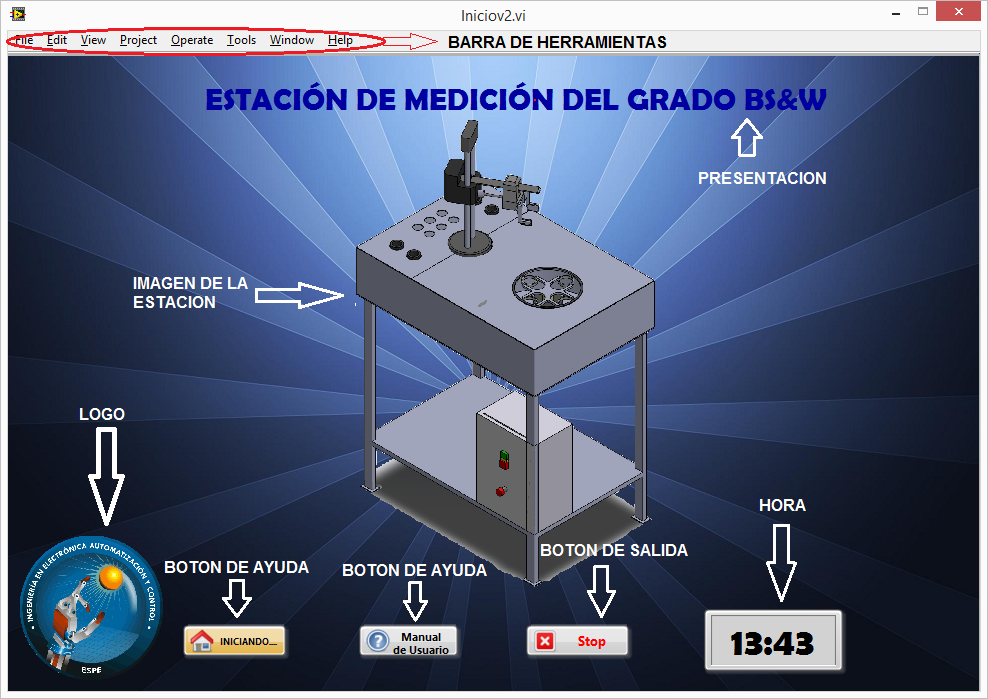 Iniciov2.vi
File Edit View Project Operate Tools Window Help
BARRA DE HERRAMIENTAS
ESTACIÓN DE MEDICIÓN DEL GRADO BS&W
PRESENTACION
IMAGEN DE LA
ESTACION
LOGO
HORA
BOTON DE SALIDA
BOTON DE AYUDA
BOTON DE AYUDA
INGENIERÍA EN ELECTRÓNICA AUTOMATIZACIÓN Y CONTROL
ESPE
INICIANDO...
Manual
de Usuario
Stop
13:43